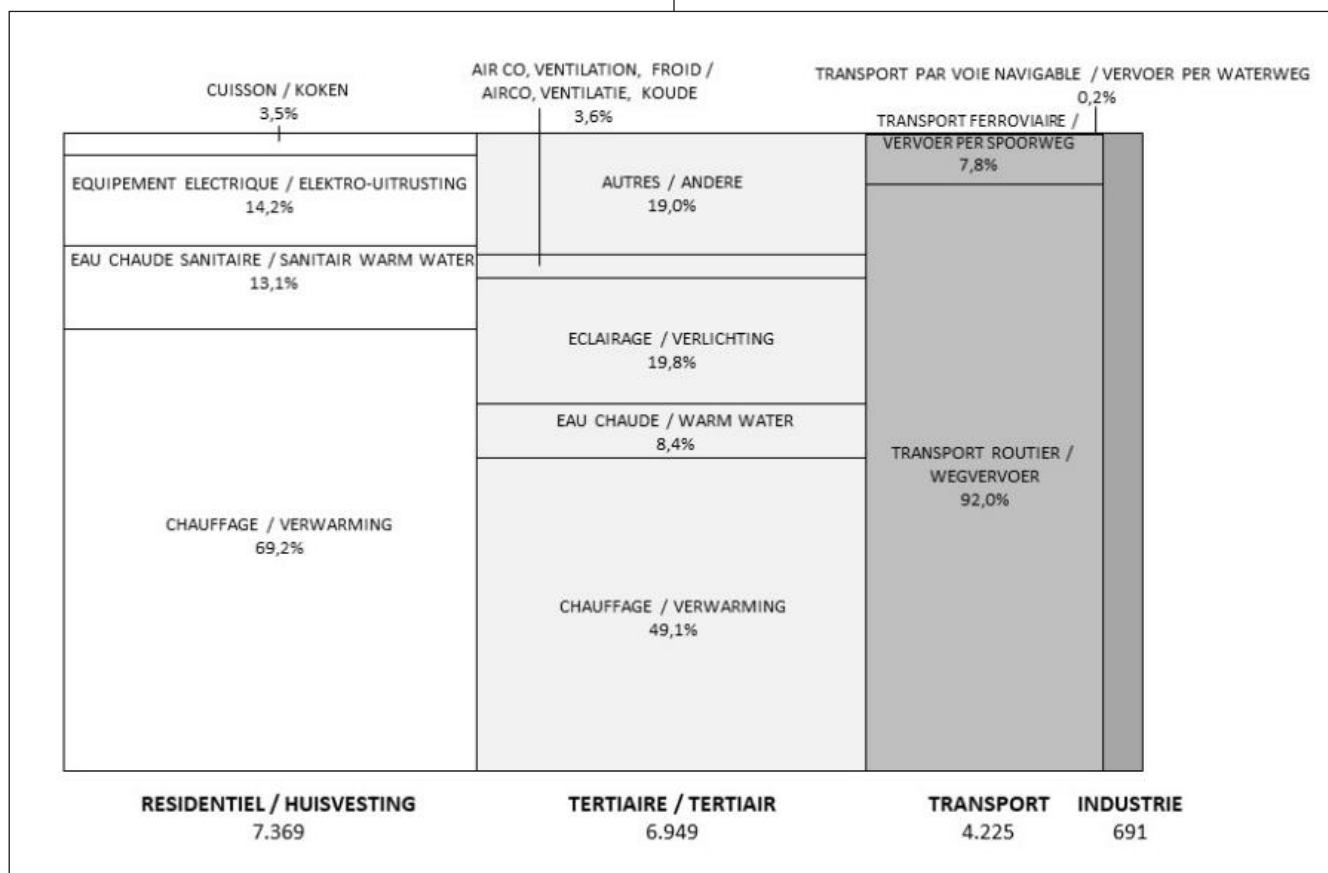 CUISSON / KOKEN
3,5%
EQUIPEMENT ELECTRIQUE / ELEKTRO-UITRUSTING
14,2%
EAU CHAUDE SANITAIRE / SANITAIR WARM WATER
13,1%
CHAUFFAGE / VERWARMING
69,2%
RESIDENTIEL / HUISVESTING
7.369
AIR CO, VENTILATION, FROID /
AIRCO, VENTILATIE, KOUDE
3,6%
AUTRES / ANDERE
19,0%
ECLAIRAGE / VERLICHTING
19,8%
EAU CHAUDE / WARM WATER
8,4%
CHAUFFAGE / VERWARMING
49,1%
TERTIAIRE / TERTIAIR
6.949
TRANSPORT PAR VOIE NAVIGABLE / VERVOER PER WATERWEG
0,2%
TRANSPORT FERROVIAIRE /
VERVOER PER SPOORWEG
7,8%
TRANSPORT ROUTIER /
WEGVERVOER
92,0%
TRANSPORT
4.225
INDUSTRIE
691